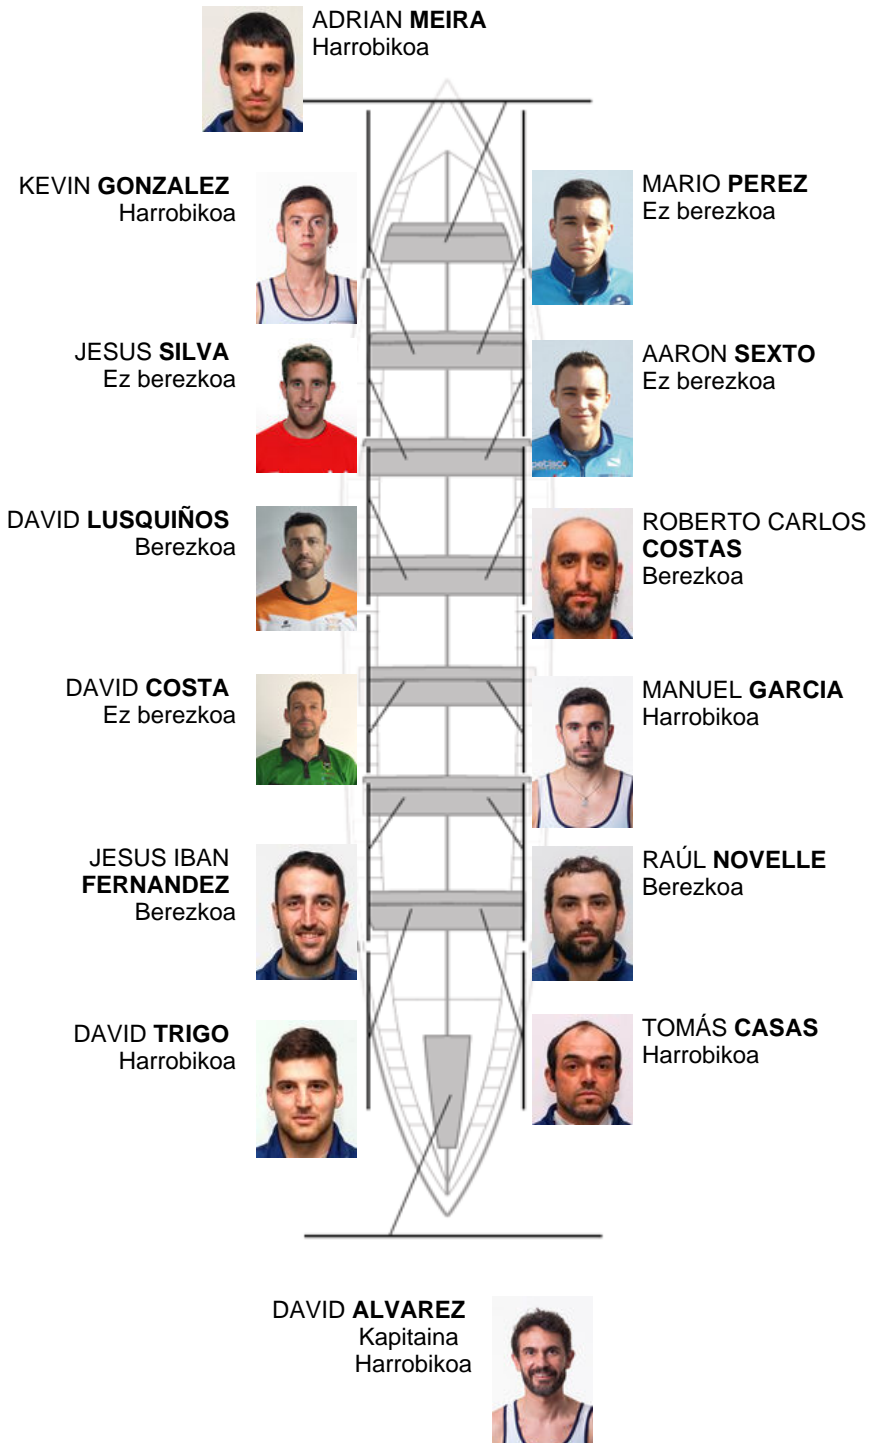 ADRIAN MEIRA
Harrobikoa
KEVIN GONZALEZ
Harrobikoa
MARIO PEREZ
Ez berezkoa
JESUS SILVA
Ez berezkoa
AARON SEXTO
Ez berezkoa
DAVID LUSQUIÑOS
Berezkoa
ROBERTO CARLOS
COSTAS
Berezkoa
DAVID COSTA
Ez berezkoa
MANUEL GARCIA
Harrobikoa
JESUS IBAN
FERNANDEZ
Berezkoa
RAÚL NOVELLE
Berezkoa
DAVID TRIGO
Harrobikoa
TOMÁS CASAS
Harrobikoa
DAVID ALVAREZ
Kapitaina
Harrobikoa